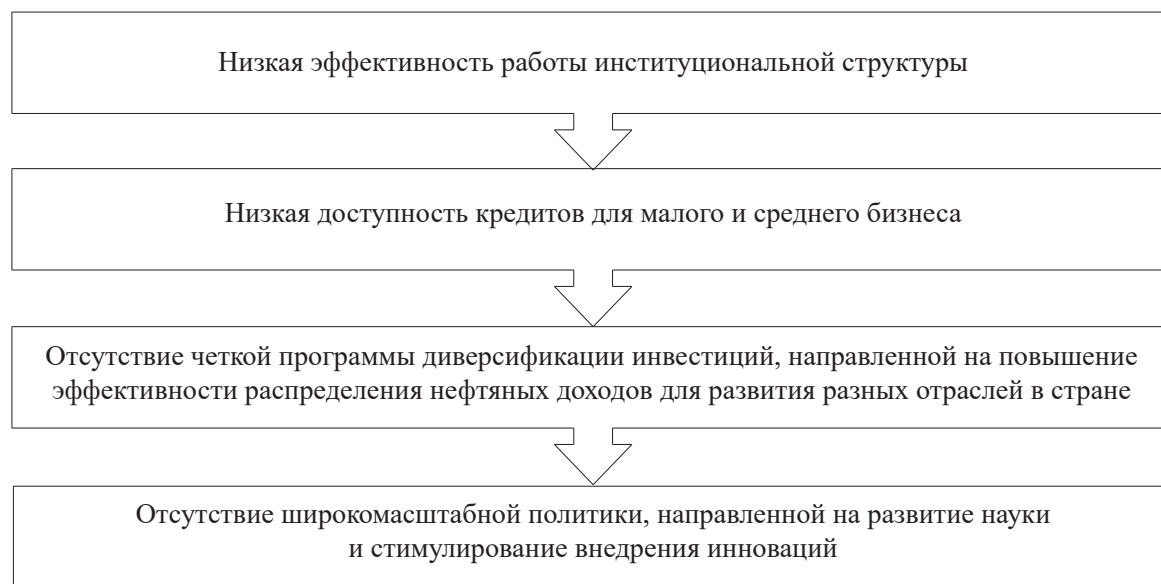 Низкая эффективность работы институциональной структуры
Низкая доступность кредитов для малого и среднего бизнеса
Отсутствие четкой программы диверсификации инвестиций, направленной на повышение
эффективности распределения нефтяных доходов для развития разных отраслей в стране
Отсутствие широкомасштабной политики, направленной на развитие науки
и стимулирование внедрения инноваций